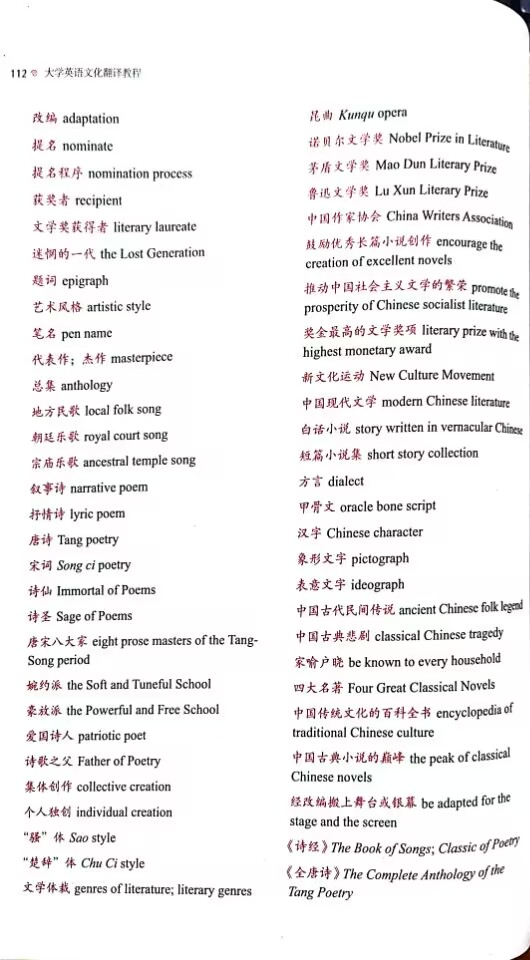 112 大学英语文化翻译教程
改编 adaptation
提名 nominate
提名程序 nomination process
获奖者 recipient
文学奖获得者 literary laureate
迷惘的一代 the Lost Generation
题词 epigraph
艺术风格 artistic style
笔名 pen name
代表作；杰作 masterpiece
总集 anthology
地方民歌 local folk song
朝廷乐歌 royal court song
宗庙乐歌 ancestral temple song
叙事诗 narrative poem
抒情诗 lyric poem
唐诗 Tang poetry
宋词 Song ci poetry
诗仙 Immortal of Poems
诗圣 Sage of Poems
唐宋八大家 eight prose masters of the Tang-
Song period
婉约派 the Soft and Tuneful School
豪放派 the Powerful and Free School
爱国诗人 patriotic poet
诗歌之父 Father of Poetry
集体创作 collective creation
个人独创 individual creation
“骚”体 Sao style
“楚辞”体 Chu Ci style
文学体裁 genres of literature; literary genres
昆曲 Kunqu opera
诺贝尔文学奖 Nobel Prize in Literature
茅盾文学奖 Mao Dun Literary Prize
鲁迅文学奖 Lu Xun Literary Prize
中国作家协会 China Writers Association
鼓励优秀长篇小说创作 encourage the
creation of excellent novels
推动中国社会主义文学的繁荣 promote the
prosperity of Chinese socialist literature
奖金最高的文学奖项 literary prize with the
highest monetary award
新文化运动 New Culture Movement
中国现代文学 modern Chinese literature
白话小说 story written in vernacular Chinese
短篇小说集 short story collection
方言 dialect
甲骨文 oracle bone script
汉字 Chinese character
象形文字 pictograph
表意文字 ideograph
中国古代民间传说 ancient Chinese folk legend
中国古典悲剧 classical Chinese tragedy
家喻户晓 be known to every household
四大名著 Four Great Classical Novels
中国传统文化的百科全书 encyclopedia of
traditional Chinese culture
中国古典小说的巅峰 the peak of classical
Chinese novels
经改编搬上舞台或银幕 be adapted for the
stage and the screen
《诗经》The Book of Songs; Classic of Poetry
《全唐诗》The Complete Anthology of the
Tang Poetry